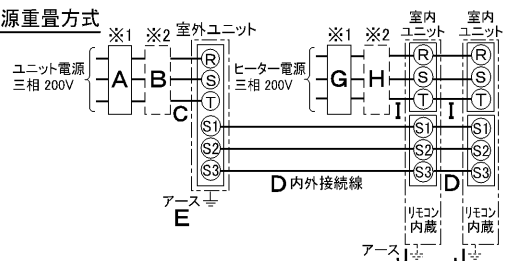 源重畳方式
※1 ※2 室外ユニット
※1 ※2
室内
ユニット
室内
ユニット
ユニット電源
三相 200V
A B
R
S
T
C
ヒーター電源
三相 200V
G H
R
S
T
I
R
S
T
I
S1
S2
S3
S1
S2
S3
S1
S2
S3
D 内外接続線
D
アース
E
リモコン
内蔵
リモコン
内蔵
アース
J
J